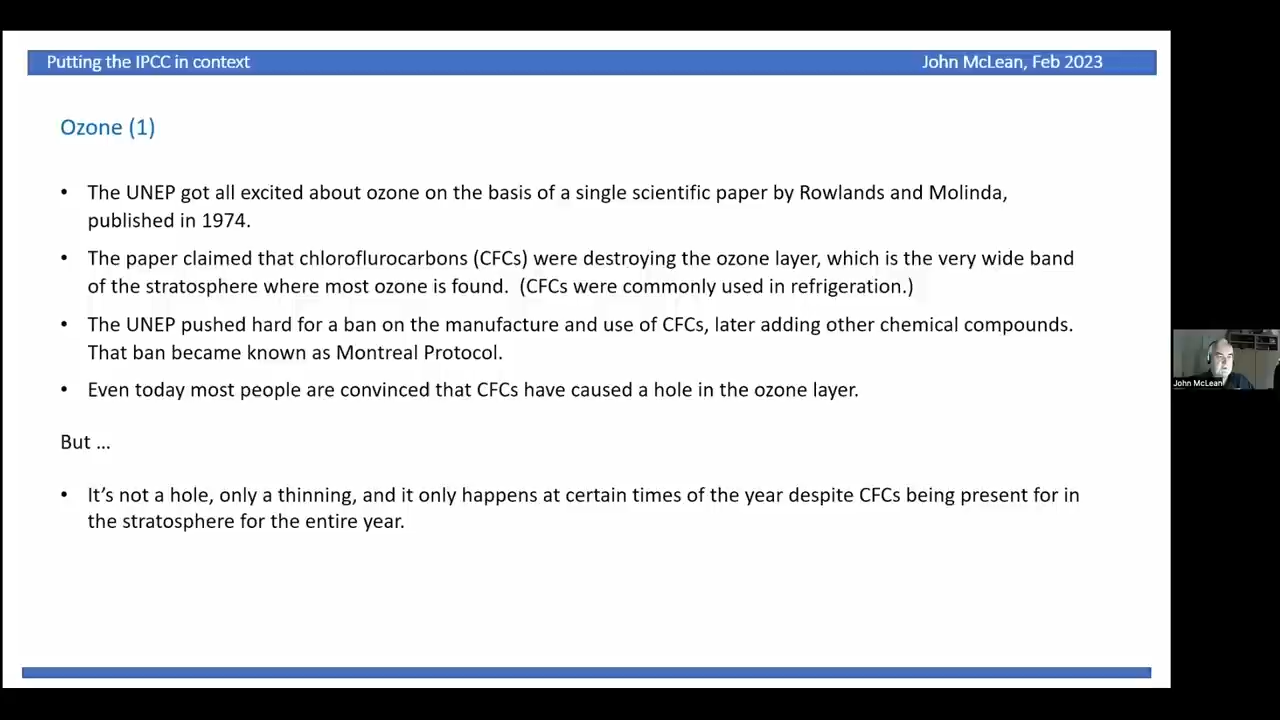 Putting the IPCC in context
John McLean, Feb 2023
Ozone (1)
• The UNEP got all excited about ozone on the basis of a single scientific paper by Rowlands and Molinda,
published in 1974.
• The paper claimed that chloroflurocarbons (CFCs) were destroying the ozone layer, which is the very wide band
of the stratosphere where most ozone is found. (CFCs were commonly used in refrigeration.)
• The UNEP pushed hard for a ban on the manufacture and use of CFCs, later adding other chemical compounds.
That ban became known as Montreal Protocol.
• Even today most people are convinced that CFCs have caused a hole in the ozone layer.
But ...
• It’s not a hole, only a thinning, and it only happens at certain times of the year despite CFCs being present for in
the stratosphere for the entire year.
John McLean